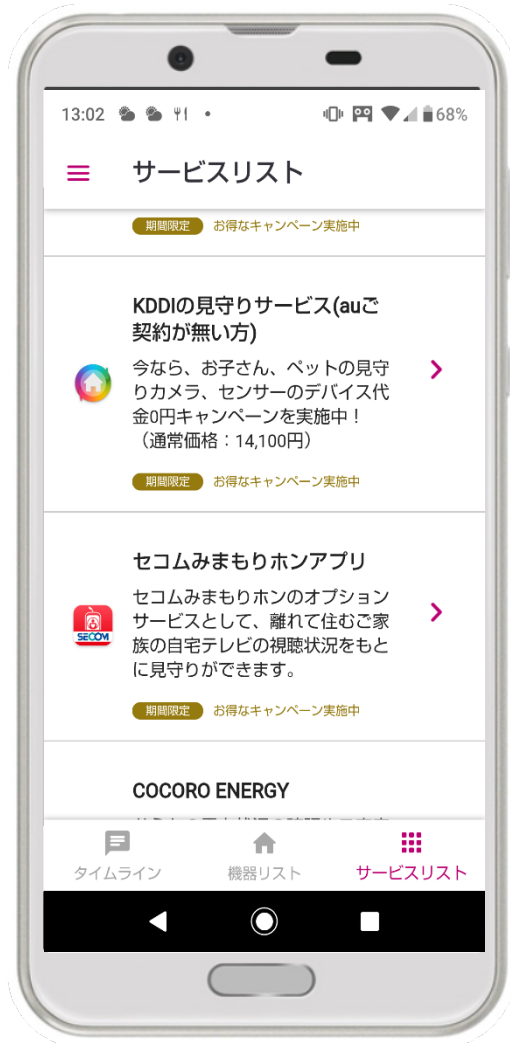 13:02
68%
サービスリスト
期間限定 お得なキャンペーン実施中
KDDIの見守りサービス(auご
契約が無い方)
今なら、お子さん、ペットの見守
りカメラ、センサーのデバイス代
金0円キャンペーンを実施中！
（通常価格：14,100円）
期間限定 お得なキャンペーン実施中
セコムみまもりホンアプリ
SECOM
セコムみまもりホンのオプション
サービスとして、離れて住むご家
族の自宅テレビの視聴状況をもと
に見守りができます。
期間限定 お得なキャンペーン実施中
COCORO ENERGY
タイムライン
機器リスト
サービスリスト